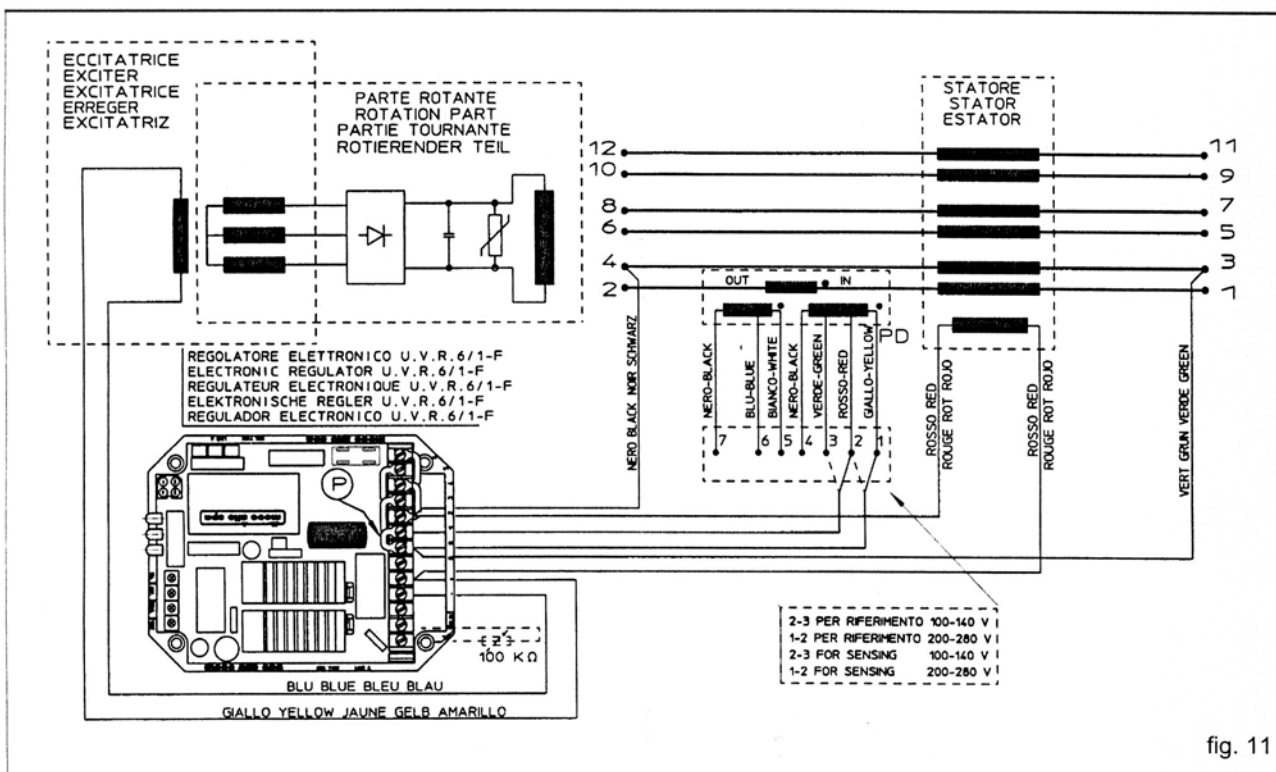 ECCITATRICE
EXCITER
EXCITATRICE
ERREGER
EXCITATRIZ
PARTE ROTANTE
ROTATION PART
PARTIE TOURNANTE
ROTIERENDER TEIL
STATORE
STATOR
ESTATOR
12
10
8
6
4
2
11
9
7
5
3
1
OUT
IN
PD
NERO-BLACK
BLU-BLUE
BIANCO-WHITE
NERO-BLACK
VERDE-GREEN
ROSSO-RED
GIALLO-YELLOW
7 6 5 4 3 2 1
NERO BLACK NOIR SCHWARZ
ROSSO RED
ROUGE ROT ROJO
ROSSO RED
ROUGE ROT ROJO
VERT GRUN VERDE GREEN
REGOLATORE ELETTRONICO U.V.R.6/1-F
ELECTRONIC REGULATOR U.V.R.6/1-F
REGULATEUR ELECTRONIQUE U.V.R.6/1-F
ELEKTRONISCHE REGLER U.V.R.6/1-F
REGULADOR ELECTRONICO U.V.R.6/1-F
P
100 KΩ
BLU BLUE BLEU BLAU
GIALLO YELLOW JAUNE GELB AMARILLO
2-3 PER RIFERIMENTO 100-140 V
1-2 PER RIFERIMENTO 200-280 V
2-3 FOR SENSING 100-140 V
1-2 FOR SENSING 200-280 V
fig. 11